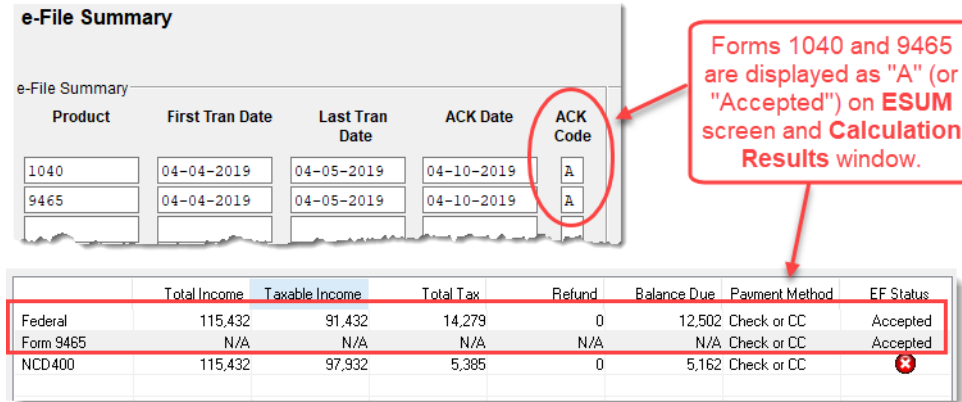 e-File Summary
Forms 1040 and 9465
are displayed as "A" (or
"Accepted") on ESUM
screen and Calculation
Results window.
e-File Summary
Product First Tran Date Last Tran Date ACK Date ACK Code
1040 04-04-2019 04-05-2019 04-10-2019 A
9465 04-04-2019 04-05-2019 04-10-2019 A
Total Income Taxable Income Total Tax Refund Balance Due Payment Method EF Status
Federal 115,432 91,432 14,279 0 12,502 Check or CC Accepted
Form 9465 N/A N/A N/A N/A N/A Check or CC Accepted
NCD400 115,432 97,932 5,385 0 5,162 Check or CC